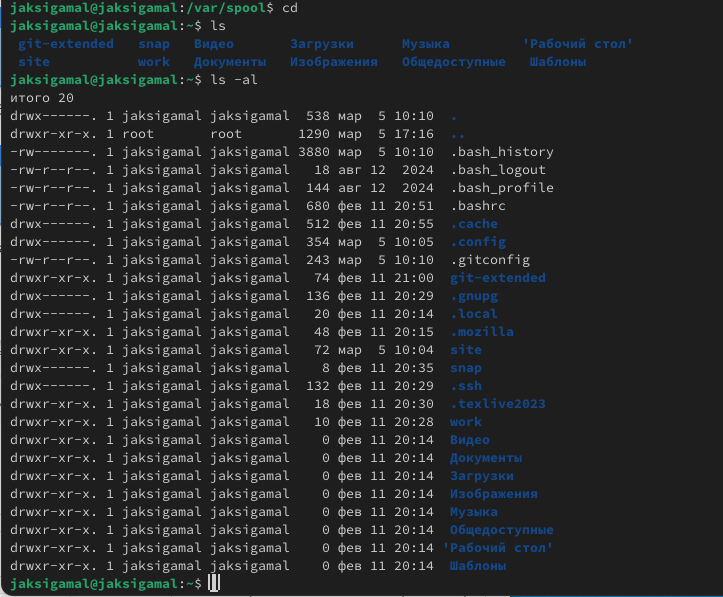 jaksigamal@jaksigamal:/var/spool$ cd
jaksigamal@jaksigamal:~$ ls
git-extended snap Видео Загрузки Музыка 'Рабочий стол'
site work Документы Изображения Общедоступные Шаблоны
jaksigamal@jaksigamal:~$ ls -al
итого 20
drwx------. 1 jaksigamal jaksigamal 538 мар 5 10:10 .
drwxr-xr-x. 1 root root 1290 мар 5 17:16 ..
-rw-------. 1 jaksigamal jaksigamal 3880 мар 5 10:10 .bash_history
-rw-r--r--. 1 jaksigamal jaksigamal 18 авг 12 2024 .bash_logout
-rw-r--r--. 1 jaksigamal jaksigamal 144 авг 12 2024 .bash_profile
-rw-r--r--. 1 jaksigamal jaksigamal 680 фев 11 20:51 .bashrc
drwx------. 1 jaksigamal jaksigamal 512 фев 11 20:55 .cache
drwx------. 1 jaksigamal jaksigamal 354 мар 5 10:05 .config
-rw-r--r--. 1 jaksigamal jaksigamal 243 мар 5 10:10 .gitconfig
drwxr-xr-x. 1 jaksigamal jaksigamal 74 фев 11 21:00 git-extended
drwx------. 1 jaksigamal jaksigamal 136 фев 11 20:29 .gnupg
drwx------. 1 jaksigamal jaksigamal 20 фев 11 20:14 .local
drwxr-xr-x. 1 jaksigamal jaksigamal 48 фев 11 20:15 .mozilla
drwxr-xr-x. 1 jaksigamal jaksigamal 72 мар 5 10:04 site
drwx------. 1 jaksigamal jaksigamal 8 фев 11 20:35 snap
drwx------. 1 jaksigamal jaksigamal 132 фев 11 20:29 .ssh
drwxr-xr-x. 1 jaksigamal jaksigamal 18 фев 11 20:30 .texlive2023
drwxr-xr-x. 1 jaksigamal jaksigamal 10 фев 11 20:28 work
drwxr-xr-x. 1 jaksigamal jaksigamal 0 фев 11 20:14 Видео
drwxr-xr-x. 1 jaksigamal jaksigamal 0 фев 11 20:14 Документы
drwxr-xr-x. 1 jaksigamal jaksigamal 0 фев 11 20:14 Загрузки
drwxr-xr-x. 1 jaksigamal jaksigamal 0 фев 11 20:14 Изображения
drwxr-xr-x. 1 jaksigamal jaksigamal 0 фев 11 20:14 Музыка
drwxr-xr-x. 1 jaksigamal jaksigamal 0 фев 11 20:14 Общедоступные
drwxr-xr-x. 1 jaksigamal jaksigamal 0 фев 11 20:14 'Рабочий стол'
drwxr-xr-x. 1 jaksigamal jaksigamal 0 фев 11 20:14 Шаблоны
jaksigamal@jaksigamal:~$